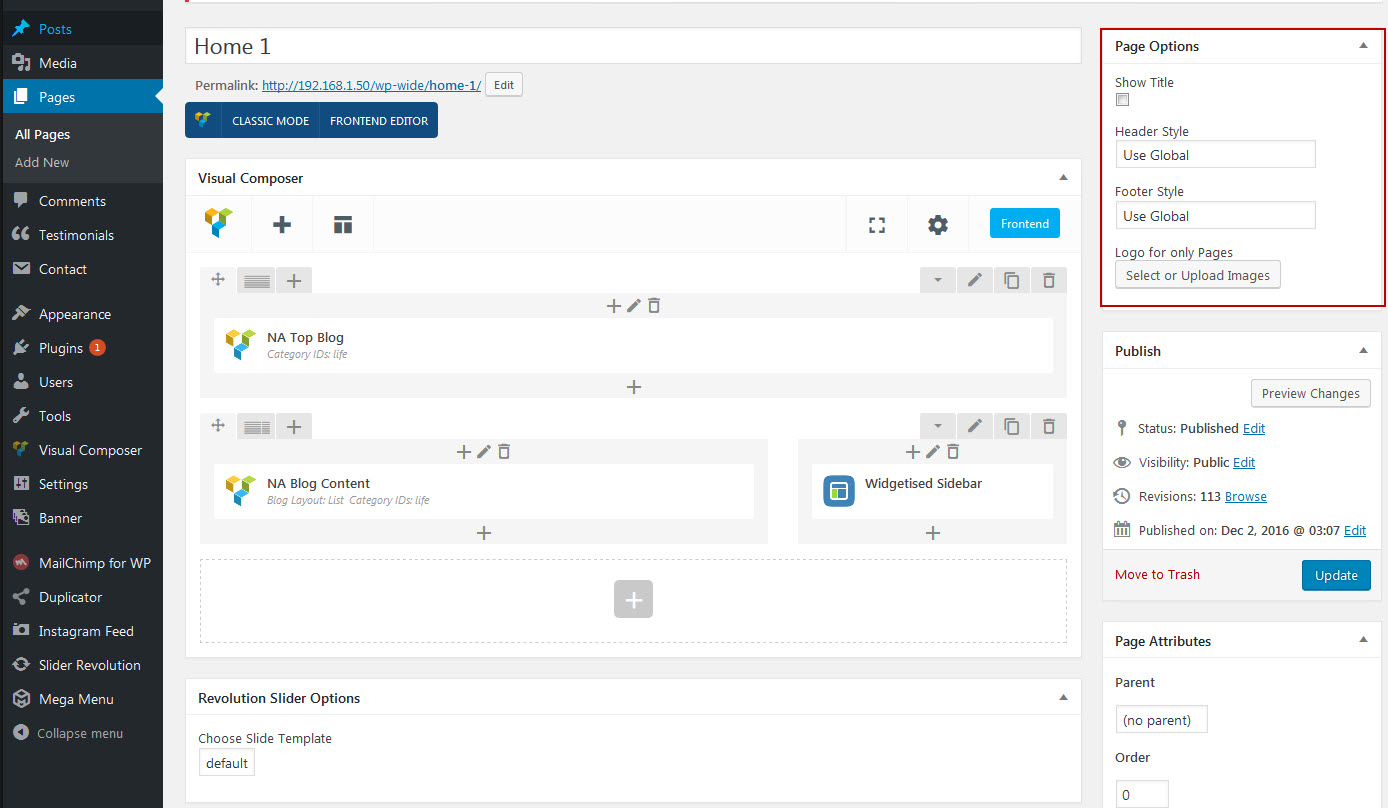 Posts
Media
Pages
All Pages
Add New
Comments
Testimonials
Contact
Appearance
Plugins 1
Users
Tools
Visual Composer
Settings
Banner
MailChimp for WP
Duplicator
Instagram Feed
Slider Revolution
Mega Menu
Collapse menu
Home 1
Permalink: http://192.168.1.50/wp-wide/home-1/ Edit
CLASSIC MODE FRONTEND EDITOR
Visual Composer
Frontend
NA Top Blog
Category IDs: life
NA Blog Content
Blog Layout: List Category IDs: life
Widgetised Sidebar
Revolution Slider Options
Choose Slide Template
default
Page Options
Show Title
Header Style
Use Global
Footer Style
Use Global
Logo for only Pages
Select or Upload Images
Publish
Preview Changes
Status: Published Edit
Visibility: Public Edit
Revisions: 113 Browse
Published on: Dec 2, 2016 @ 03:07 Edit
Move to Trash Update
Page Attributes
Parent
(no parent)
Order
0